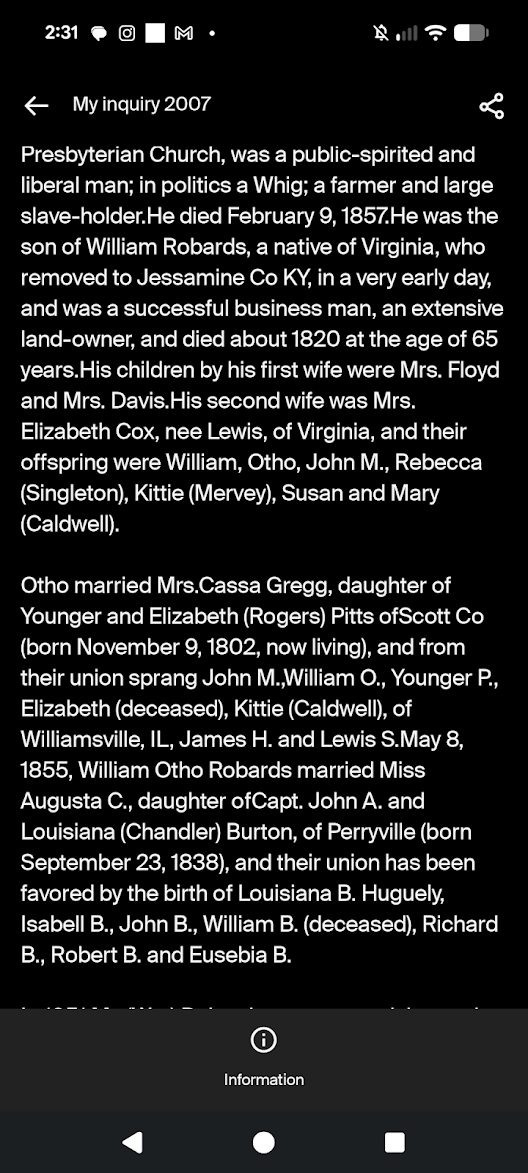 2:31
My inquiry 2007
Presbyterian Church, was a public-spirited and
liberal man; in politics a Whig; a farmer and large
slave-holder.He died February 9, 1857.He was the
son of William Robards, a native of Virginia, who
removed to Jessamine Co KY, in a very early day,
and was a successful business man, an extensive
land-owner, and died about 1820 at the age of 65
years.His children by his first wife were Mrs. Floyd
and Mrs. Davis.His second wife was Mrs.
Elizabeth Cox, nee Lewis, of Virginia, and their
offspring were William, Otho, John M., Rebecca
(Singleton), Kittie (Mervey), Susan and Mary
(Caldwell).
Otho married Mrs.Cassa Gregg, daughter of
Younger and Elizabeth (Rogers) Pitts ofScott Co
(born November 9, 1802, now living), and from
their union sprang John M.,William O., Younger P.,
Elizabeth (deceased), Kittie (Caldwell), of
Williamsville, IL, James H. and Lewis S.May 8,
1855, William Otho Robards married Miss
Augusta C., daughter ofCapt. John A. and
Louisiana (Chandler) Burton, of Perryville (born
September 23, 1838), and their union has been
favored by the birth of Louisiana B. Huguely,
Isabell B., John B., William B. (deceased), Richard
B., Robert B. and Eusebia B.
Information